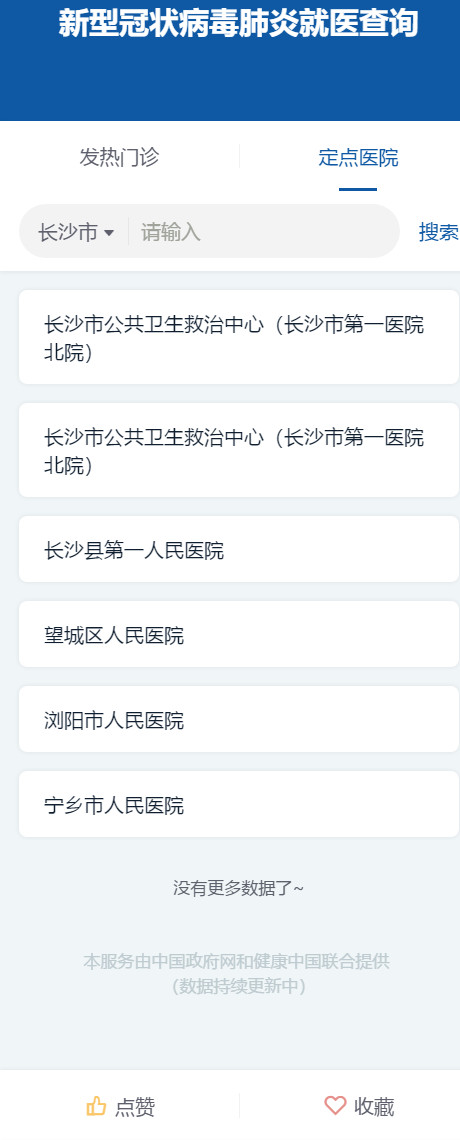 新型冠状病毒肺炎就医查询
发热门诊
定点医院
长沙市
请输入
搜索
长沙市公共卫生救治中心（长沙市第一医院
北院）
长沙市公共卫生救治中心（长沙市第一医院
北院）
长沙县第一人民医院
望城区人民医院
浏阳市人民医院
宁乡市人民医院
没有更多数据了~
本服务由中国政府网和健康中国联合提供
（数据持续更新中）
点赞
收藏